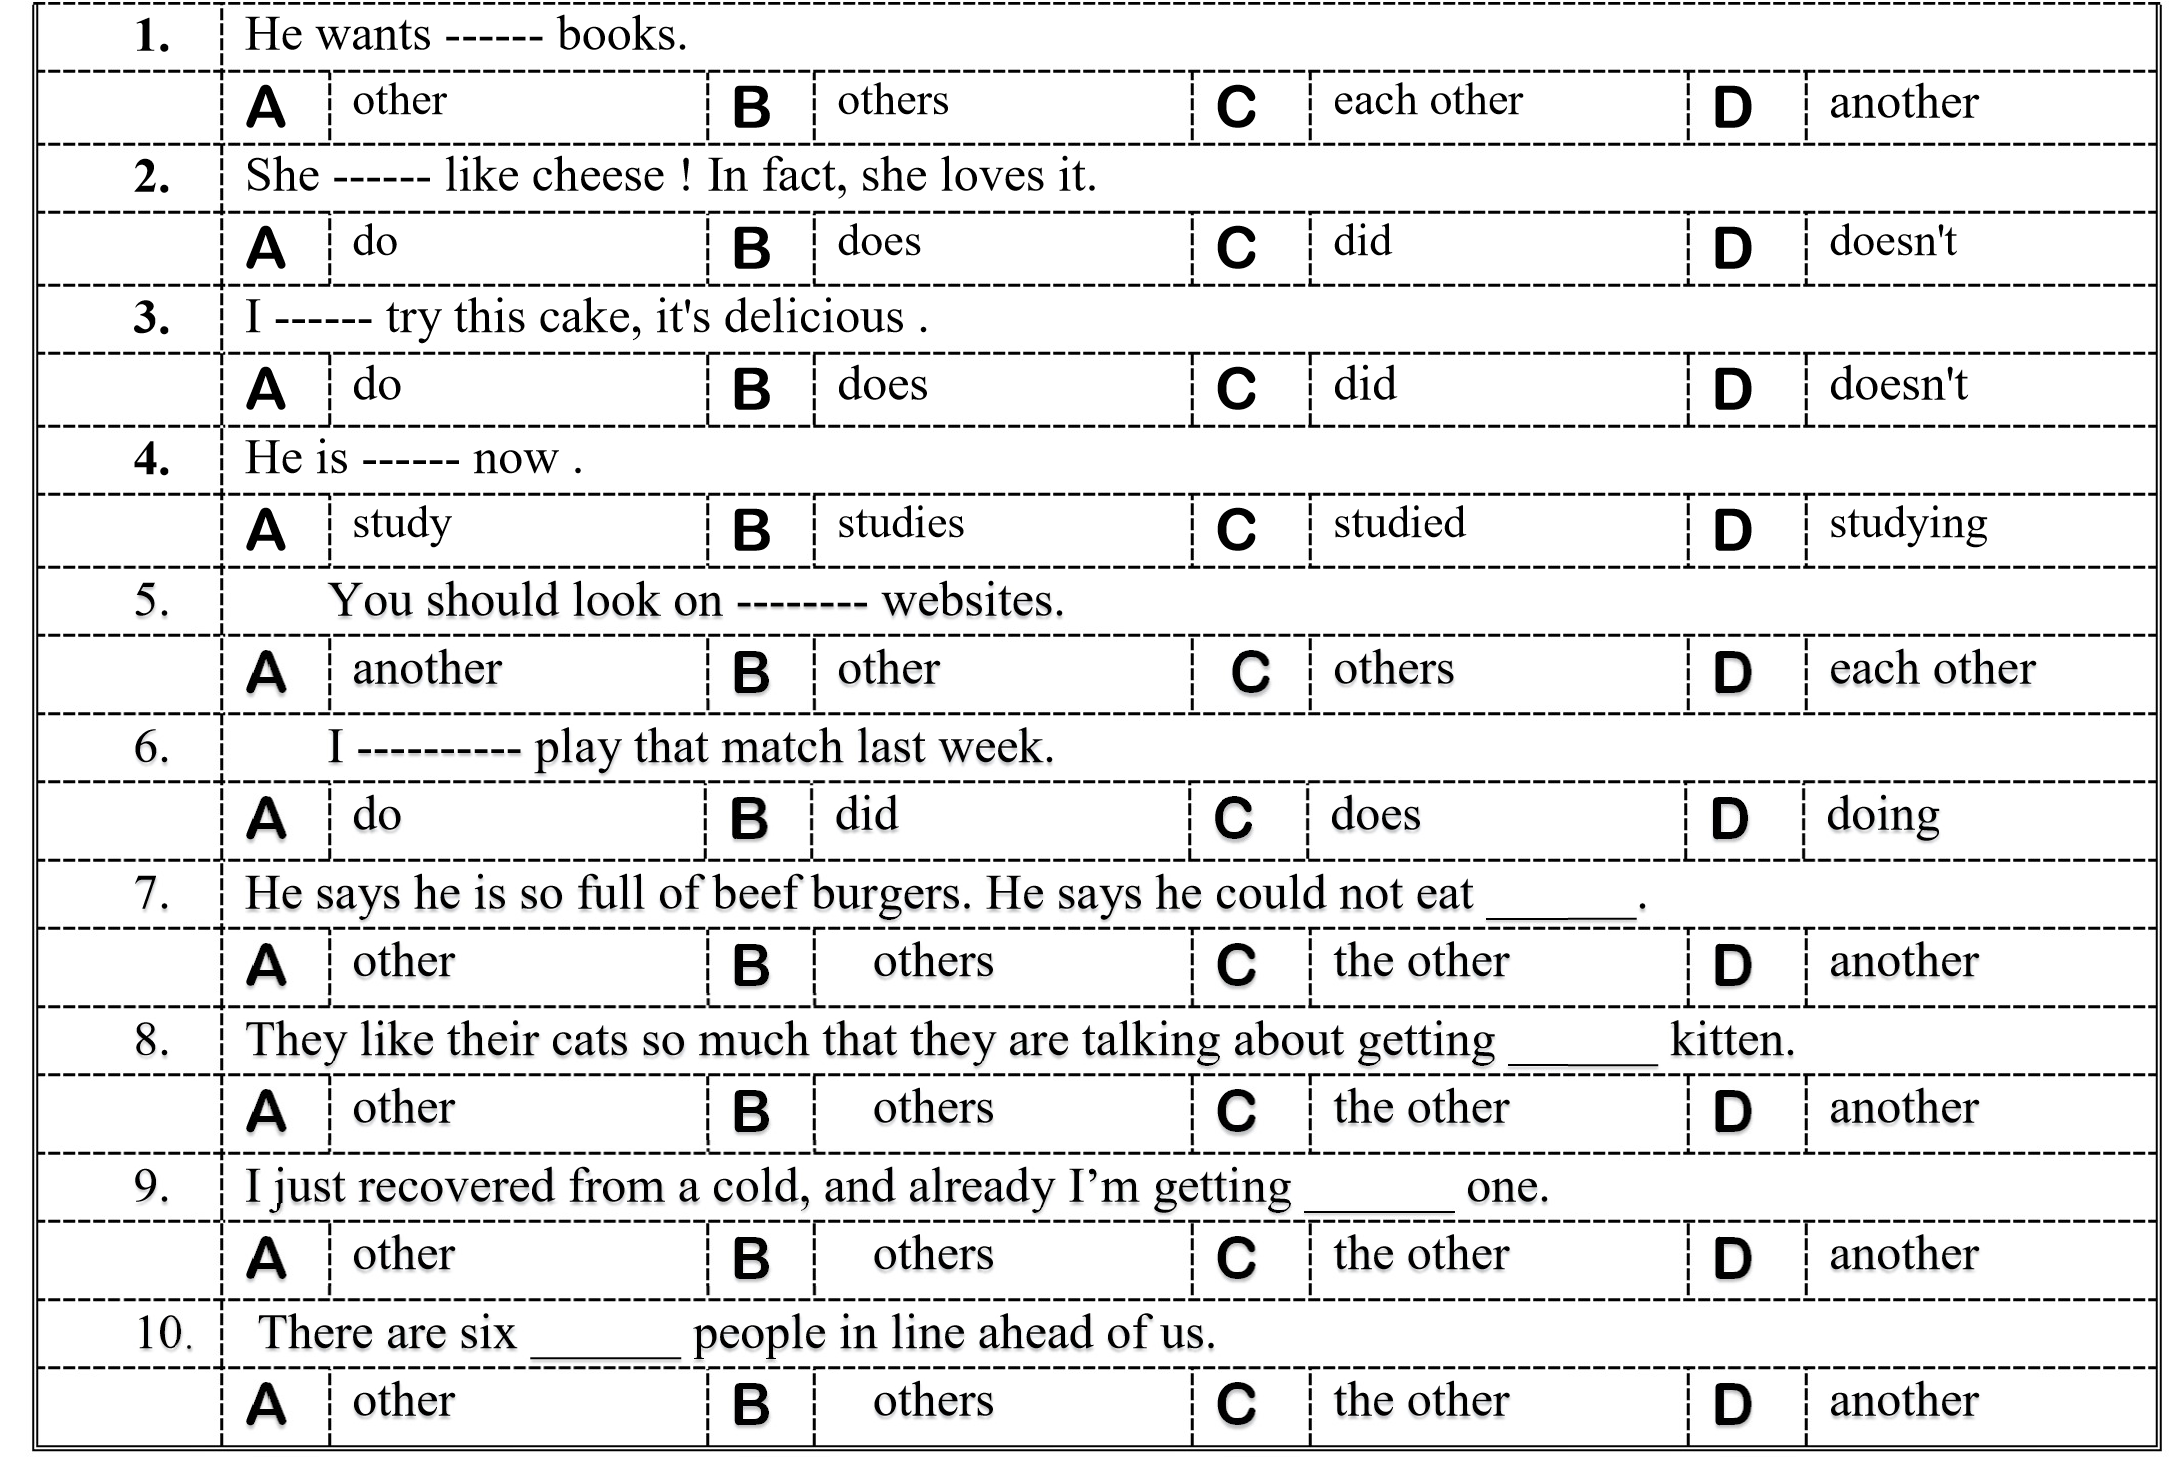 1. He wants ------ books.
A other B others C each other D another
2. She ------ like cheese ! In fact, she loves it.
A do B does C did D doesn't
3. I ------ try this cake, it's delicious .
A do B does C did D doesn't
4. He is ------ now .
A study B studies C studied D studying
5. You should look on -------- websites.
A another B other C others D each other
6. I ---------- play that match last week.
A do B did C does D doing
7. He says he is so full of beef burgers. He says he could not eat ______.
A other B others C the other D another
8. They like their cats so much that they are talking about getting ______ kitten.
A other B others C the other D another
9. I just recovered from a cold, and already I’m getting ______ one.
A other B others C the other D another
10. There are six ______ people in line ahead of us.
A other B others C the other D another